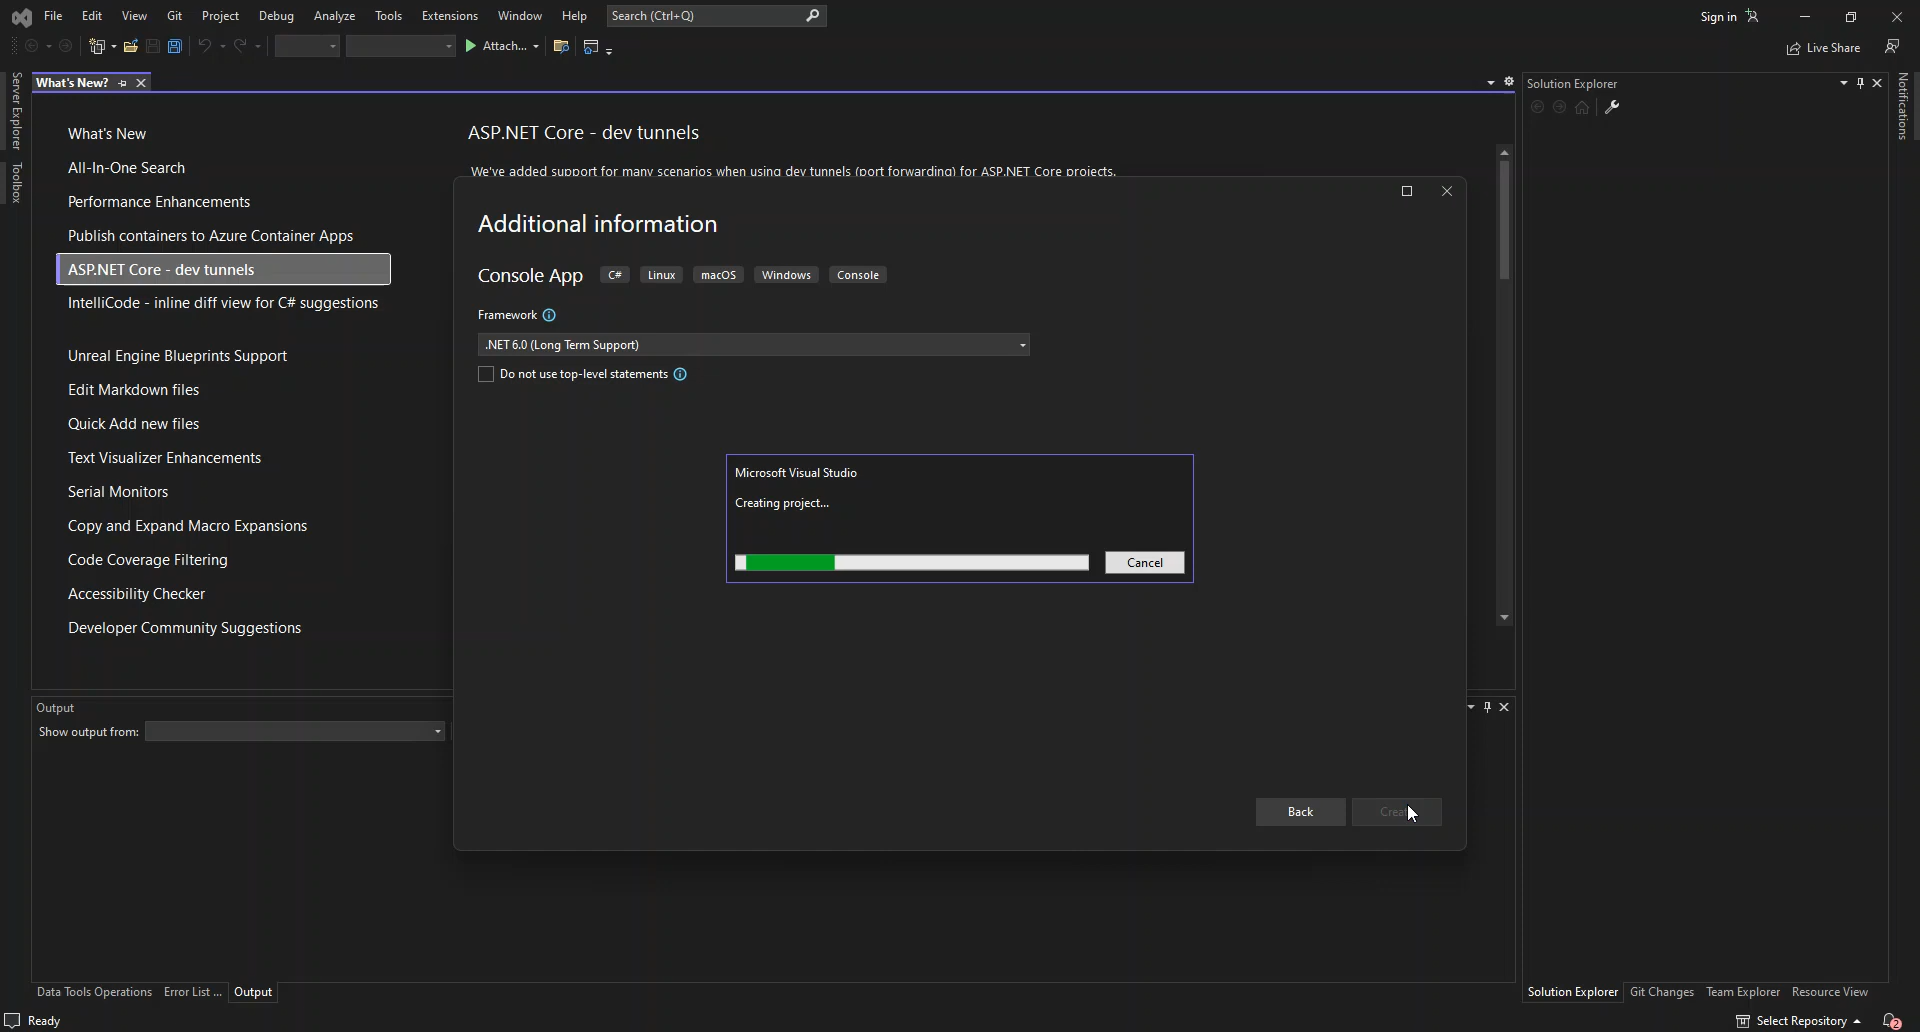 File Edit View Git Project Debug Analyze Tools Extensions Window Help Search (Ctrl+Q) Sign in
Attach... Live Share
Server Explorer
Toolbox
What's New?
What's New
All-In-One Search
Performance Enhancements
Publish containers to Azure Container Apps
ASP.NET Core - dev tunnels
IntelliCode - inline diff view for C# suggestions
Unreal Engine Blueprints Support
Edit Markdown files
Quick Add new files
Text Visualizer Enhancements
Serial Monitors
Copy and Expand Macro Expansions
Code Coverage Filtering
Accessibility Checker
Developer Community Suggestions
ASP.NET Core - dev tunnels
We've added support for many scenarios when using dev tunnels (port forwarding) for ASP.NET Core projects.
Additional information
Console App C# Linux macOS Windows Console
Framework
.NET 6.0 (Long Term Support)
Do not use top-level statements
Microsoft Visual Studio
Creating project...
Cancel
Back
Solution Explorer
Notifications
Output
Show output from:
Data Tools Operations Error List ... Output
Solution Explorer Git Changes Team Explorer Resource View
Ready
Select Repository 2